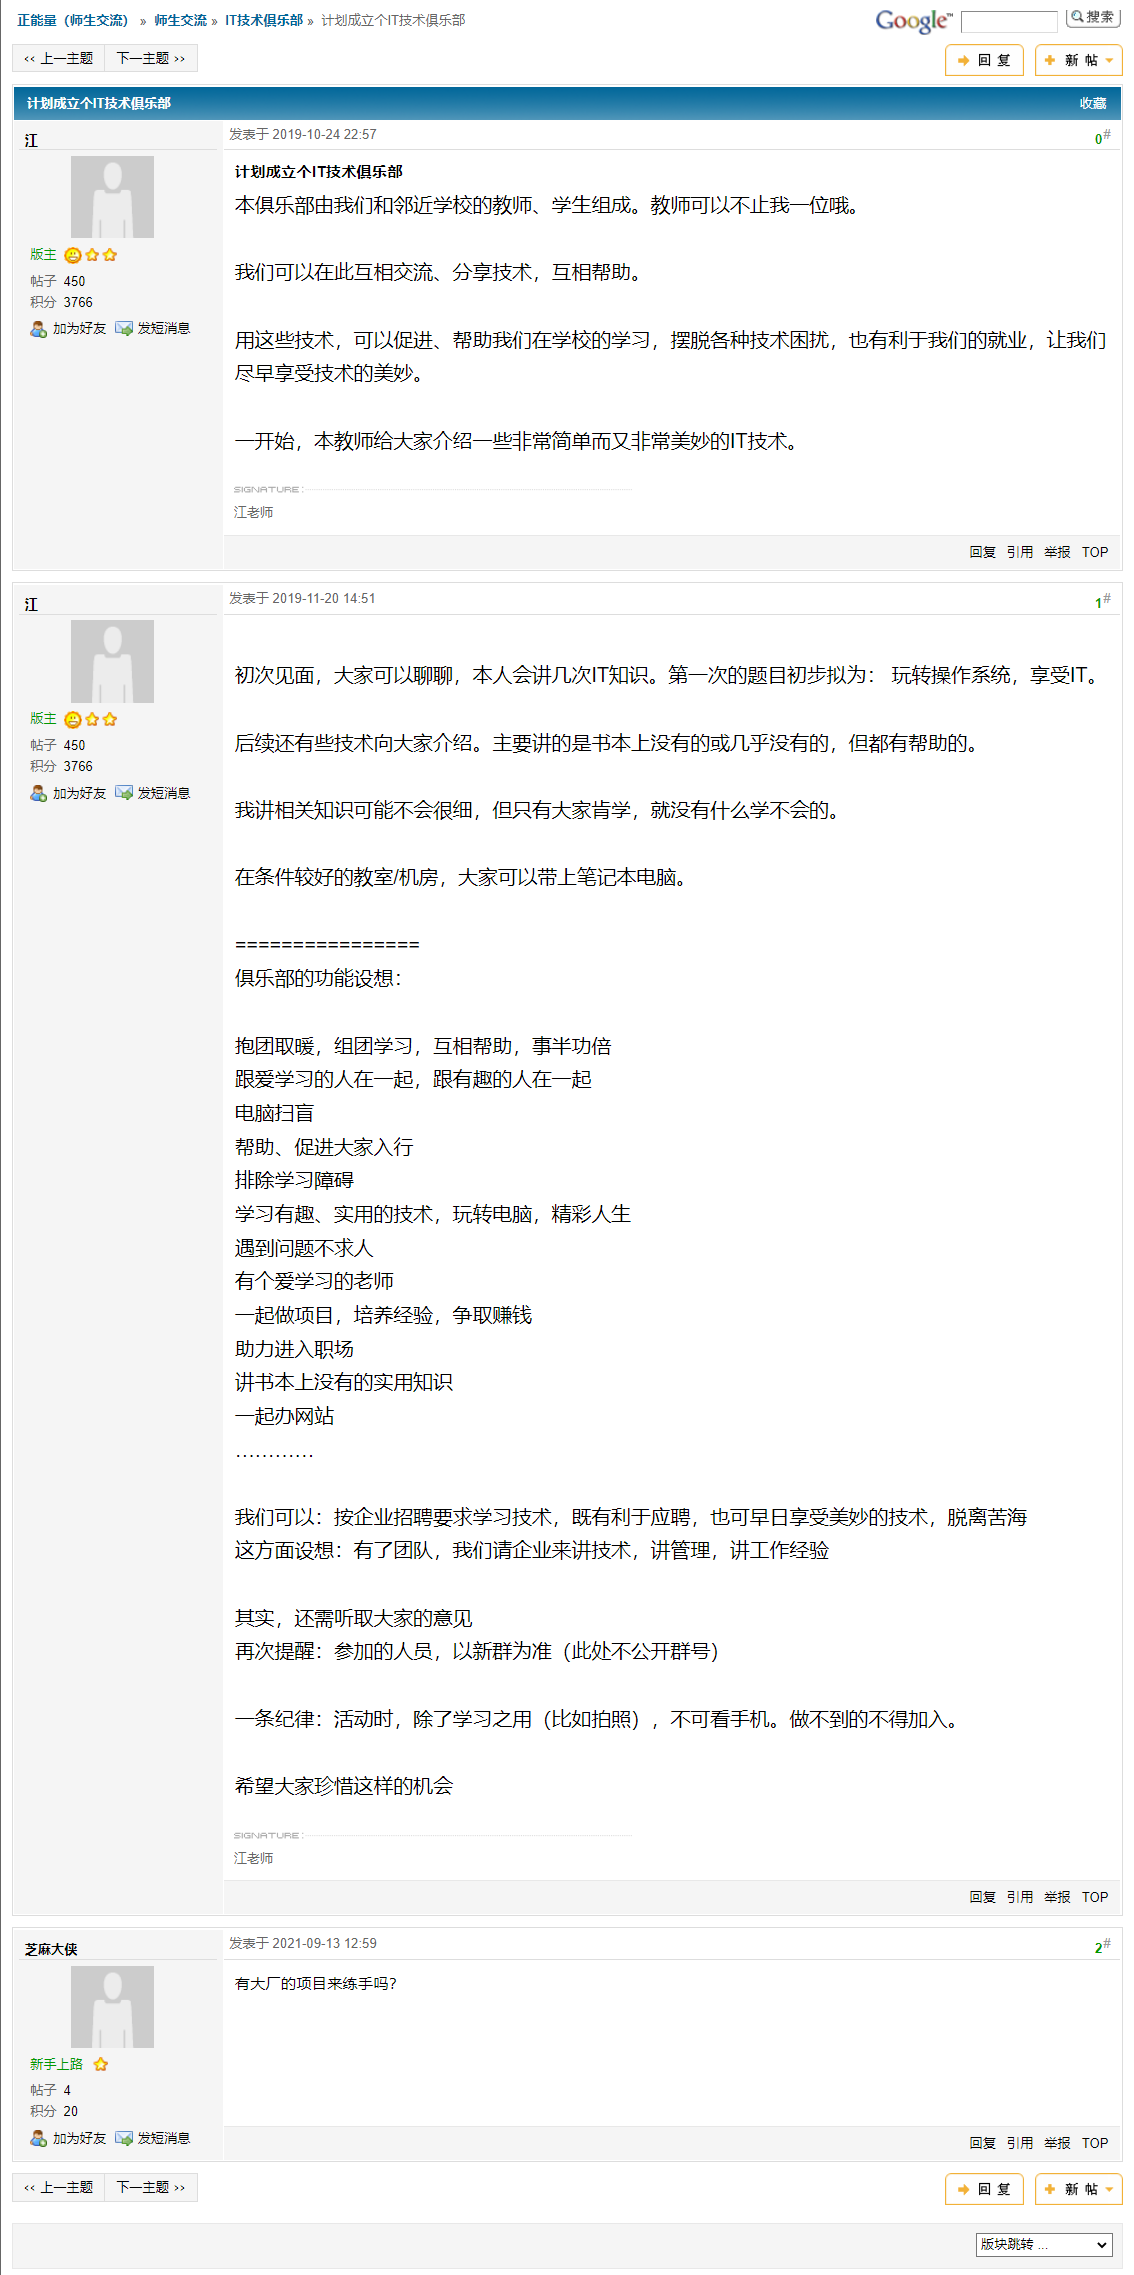 正能量（师生交流） » 师生交流 » IT技术俱乐部 » 计划成立个IT技术俱乐部
Google™ 搜索
‹‹ 上一主题 下一主题 ››
回复 新帖
计划成立个IT技术俱乐部 收藏
江
发表于 2019-10-24 22:57
0#
计划成立个IT技术俱乐部
本俱乐部由我们和邻近学校的教师、学生组成。教师可以不止我一位哦。
我们可以在此互相交流、分享技术，互相帮助。
用这些技术，可以促进、帮助我们在学校的学习，摆脱各种技术困扰，也有利于我们的就业，让我们
尽早享受技术的美妙。
一开始，本教师给大家介绍一些非常简单而又非常美妙的IT技术。
版主
帖子 450
积分 3766
加为好友 发短消息
SIGNATURE:
江老师
回复 引用 举报 TOP
江
发表于 2019-11-20 14:51
1#
初次见面，大家可以聊聊，本人会讲几次IT知识。第一次的题目初步拟为： 玩转操作系统，享受IT。
后续还有些技术向大家介绍。主要讲的是书本上没有的或几乎没有的，但都有帮助的。
我讲相关知识可能不会很细，但只有大家肯学，就没有什么学不会的。
在条件较好的教室/机房，大家可以带上笔记本电脑。
================
俱乐部的功能设想：
抱团取暖，组团学习，互相帮助，事半功倍
跟爱学习的人在一起，跟有趣的人在一起
电脑扫盲
帮助、促进大家入行
排除学习障碍
学习有趣、实用的技术，玩转电脑，精彩人生
遇到问题不求人
有个爱学习的老师
一起做项目，培养经验，争取赚钱
助力进入职场
讲书本上没有的实用知识
一起办网站
…………
我们可以：按企业招聘要求学习技术，既有利于应聘，也可早日享受美妙的技术，脱离苦海
这方面设想：有了团队，我们请企业来讲技术，讲管理，讲工作经验
其实，还需听取大家的意见
再次提醒：参加的人员，以新群为准（此处不公开群号）
一条纪律：活动时，除了学习之用（比如拍照），不可看手机。做不到的不得加入。
希望大家珍惜这样的机会
版主
帖子 450
积分 3766
加为好友 发短消息
SIGNATURE:
江老师
回复 引用 举报 TOP
芝麻大侠
发表于 2021-09-13 12:59
2#
有大厂的项目来练手吗？
新手上路
帖子 4
积分 20
加为好友 发短消息
回复 引用 举报 TOP
‹‹ 上一主题 下一主题 ››
回复 新帖
版块跳转 ...